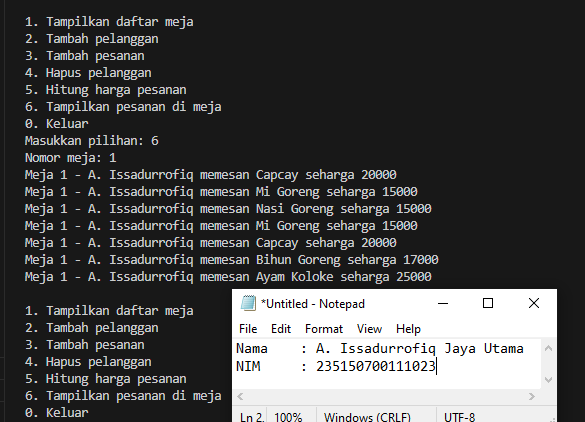 1. Tampilkan daftar meja
2. Tambah pelanggan
3. Tambah pesanan
4. Hapus pelanggan
5. Hitung harga pesanan
6. Tampilkan pesanan di meja
0. Keluar
Masukkan pilihan: 6
Nomor meja: 1
Meja 1 - A. Issadurrofiq memesan Capcay seharga 20000
Meja 1 - A. Issadurrofiq memesan Mi Goreng seharga 15000
Meja 1 - A. Issadurrofiq memesan Nasi Goreng seharga 15000
Meja 1 - A. Issadurrofiq memesan Mi Goreng seharga 15000
Meja 1 - A. Issadurrofiq memesan Capcay seharga 20000
Meja 1 - A. Issadurrofiq memesan Bihun Goreng seharga 17000
Meja 1 - A. Issadurrofiq memesan Ayam Koloke seharga 25000
1. Tampilkan daftar meja
2. Tambah pelanggan
3. Tambah pesanan
4. Hapus pelanggan
5. Hitung harga pesanan
6. Tampilkan pesanan di meja
0. Keluar
*Untitled - Notepad
File Edit Format View Help
Nama : A. Issadurrofiq Jaya Utama
NIM : 235150700111023
Ln 2, 100% Windows (CRLF) UTF-8